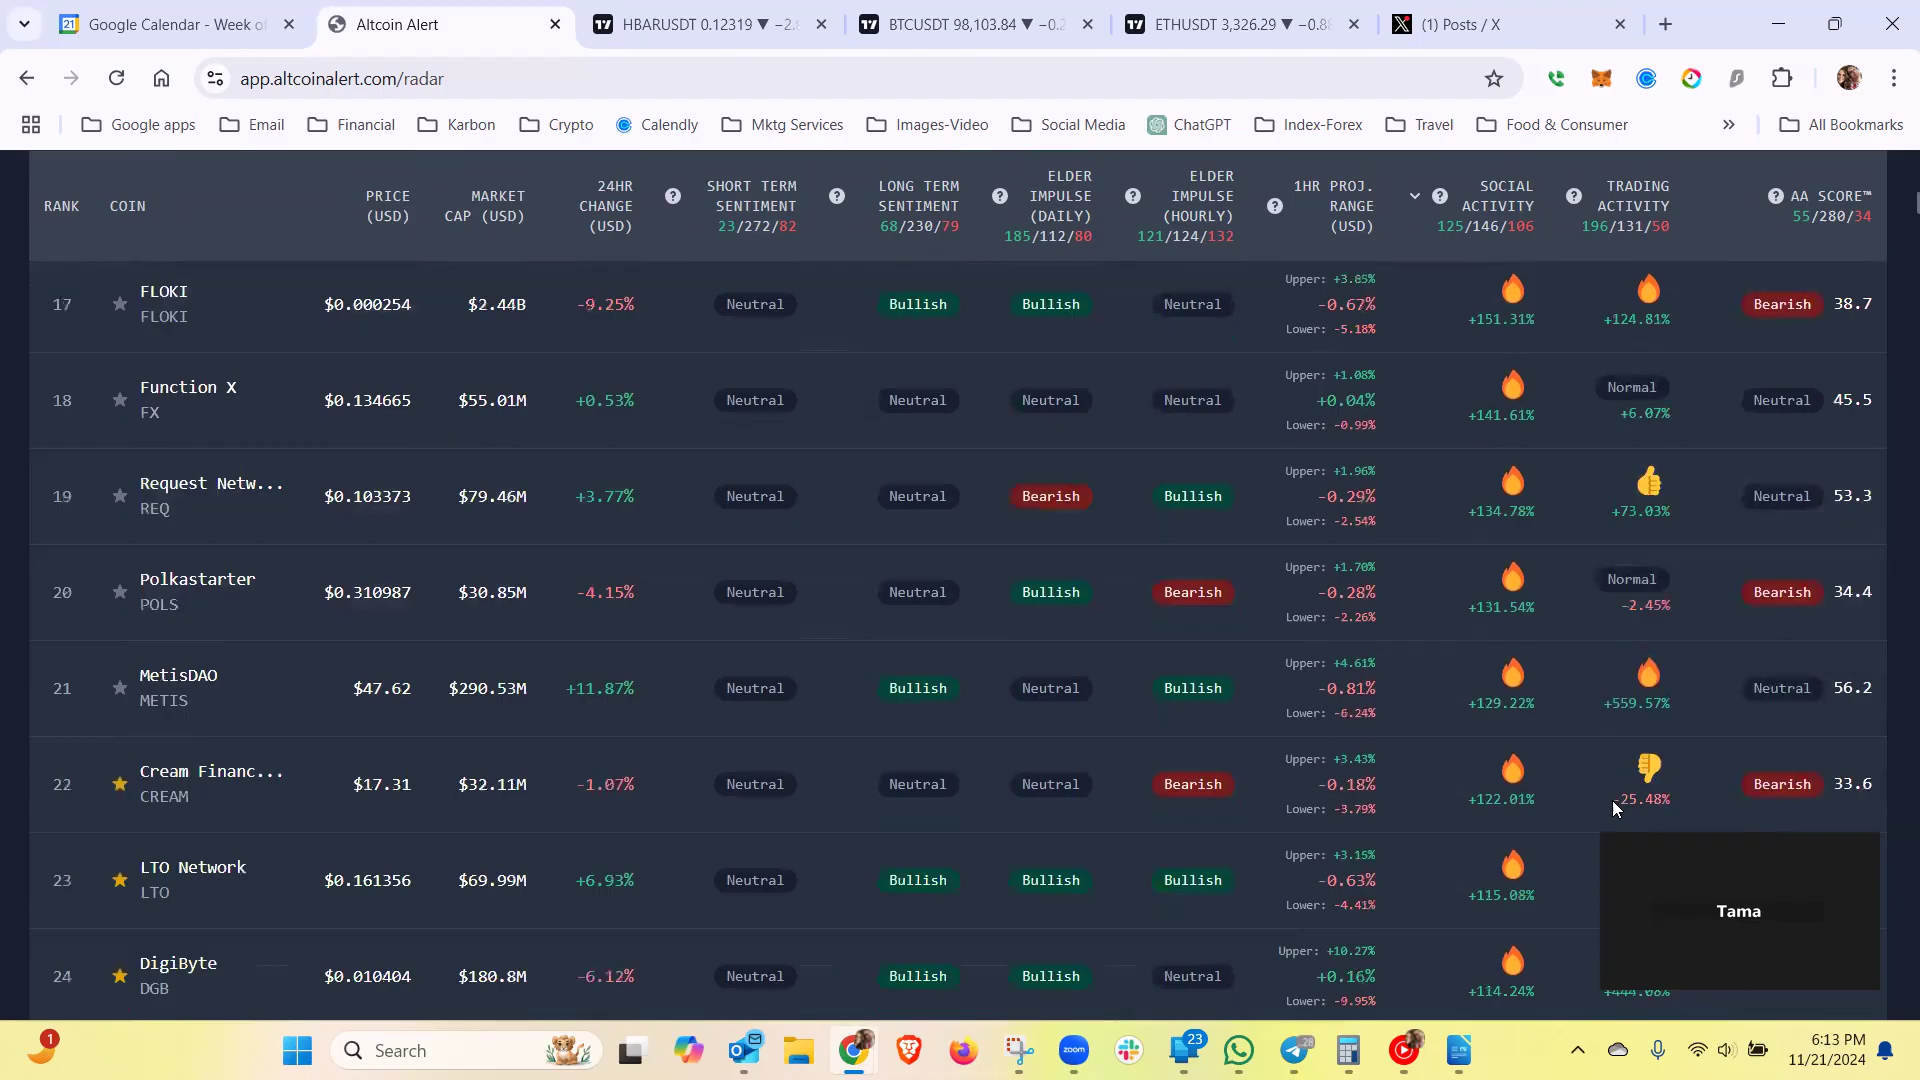 Google Calendar - Week of
Altcoin Alert
HBARUSDT 0.12319 ▼ −2.
BTCUSDT 98,103.84 ▼ −0.2
ETHUSDT 3,326.29 ▼ −0.88
(1) Posts / X
app.altcoinalert.com/radar
Google apps
Email
Financial
Karbon
Crypto
Calendly
Mktg Services
Images-Video
Social Media
ChatGPT
Index-Forex
Travel
Food & Consumer
All Bookmarks
RANK COIN PRICE (USD) MARKET CAP (USD) 24HR CHANGE (USD) SHORT TERM SENTIMENT 23/272/82 LONG TERM SENTIMENT 68/230/79 ELDER IMPULSE (DAILY) 185/112/80 ELDER IMPULSE (HOURLY) 121/124/132 1HR PROJ. RANGE (USD) SOCIAL ACTIVITY 125/146/106 TRADING ACTIVITY 196/131/50 AA SCORE™ 55/280/34
17 FLOKI FLOKI $0.000254 $2.44B -9.25% Neutral Bullish Bullish Neutral Upper: +3.85% -0.67% Lower: -5.18% +151.31% +124.81% Bearish 38.7
18 Function X FX $0.134665 $55.01M +0.53% Neutral Neutral Neutral Neutral Upper: +1.08% +0.04% Lower: -0.99% +141.61% Normal +6.07% Neutral 45.5
19 Request Netw... REQ $0.103373 $79.46M +3.77% Neutral Neutral Bearish Bullish Upper: +1.96% -0.29% Lower: -2.54% +134.78% +73.03% Neutral 53.3
20 Polkastarter POLS $0.310987 $30.85M -4.15% Neutral Neutral Bullish Bearish Upper: +1.70% -0.28% Lower: -2.26% +131.54% Normal -2.45% Bearish 34.4
21 MetisDAO METIS $47.62 $290.53M +11.87% Neutral Bullish Neutral Bullish Upper: +4.61% -0.81% Lower: -6.24% +129.22% +559.57% Neutral 56.2
22 Cream Financ... CREAM $17.31 $32.11M -1.07% Neutral Neutral Neutral Bearish Upper: +3.43% -0.18% Lower: -3.79% +122.01% -25.48% Bearish 33.6
23 LTO Network LTO $0.161356 $69.99M +6.93% Neutral Bullish Bullish Bullish Upper: +3.15% -0.63% Lower: -4.41% +115.08%
Tama
24 DigiByte DGB $0.010404 $180.8M -6.12% Neutral Bullish Bullish Neutral Upper: +10.27% +0.16% Lower: -9.95% +114.24%
1
Search
zoom
23
28
6:13 PM
11/21/2024